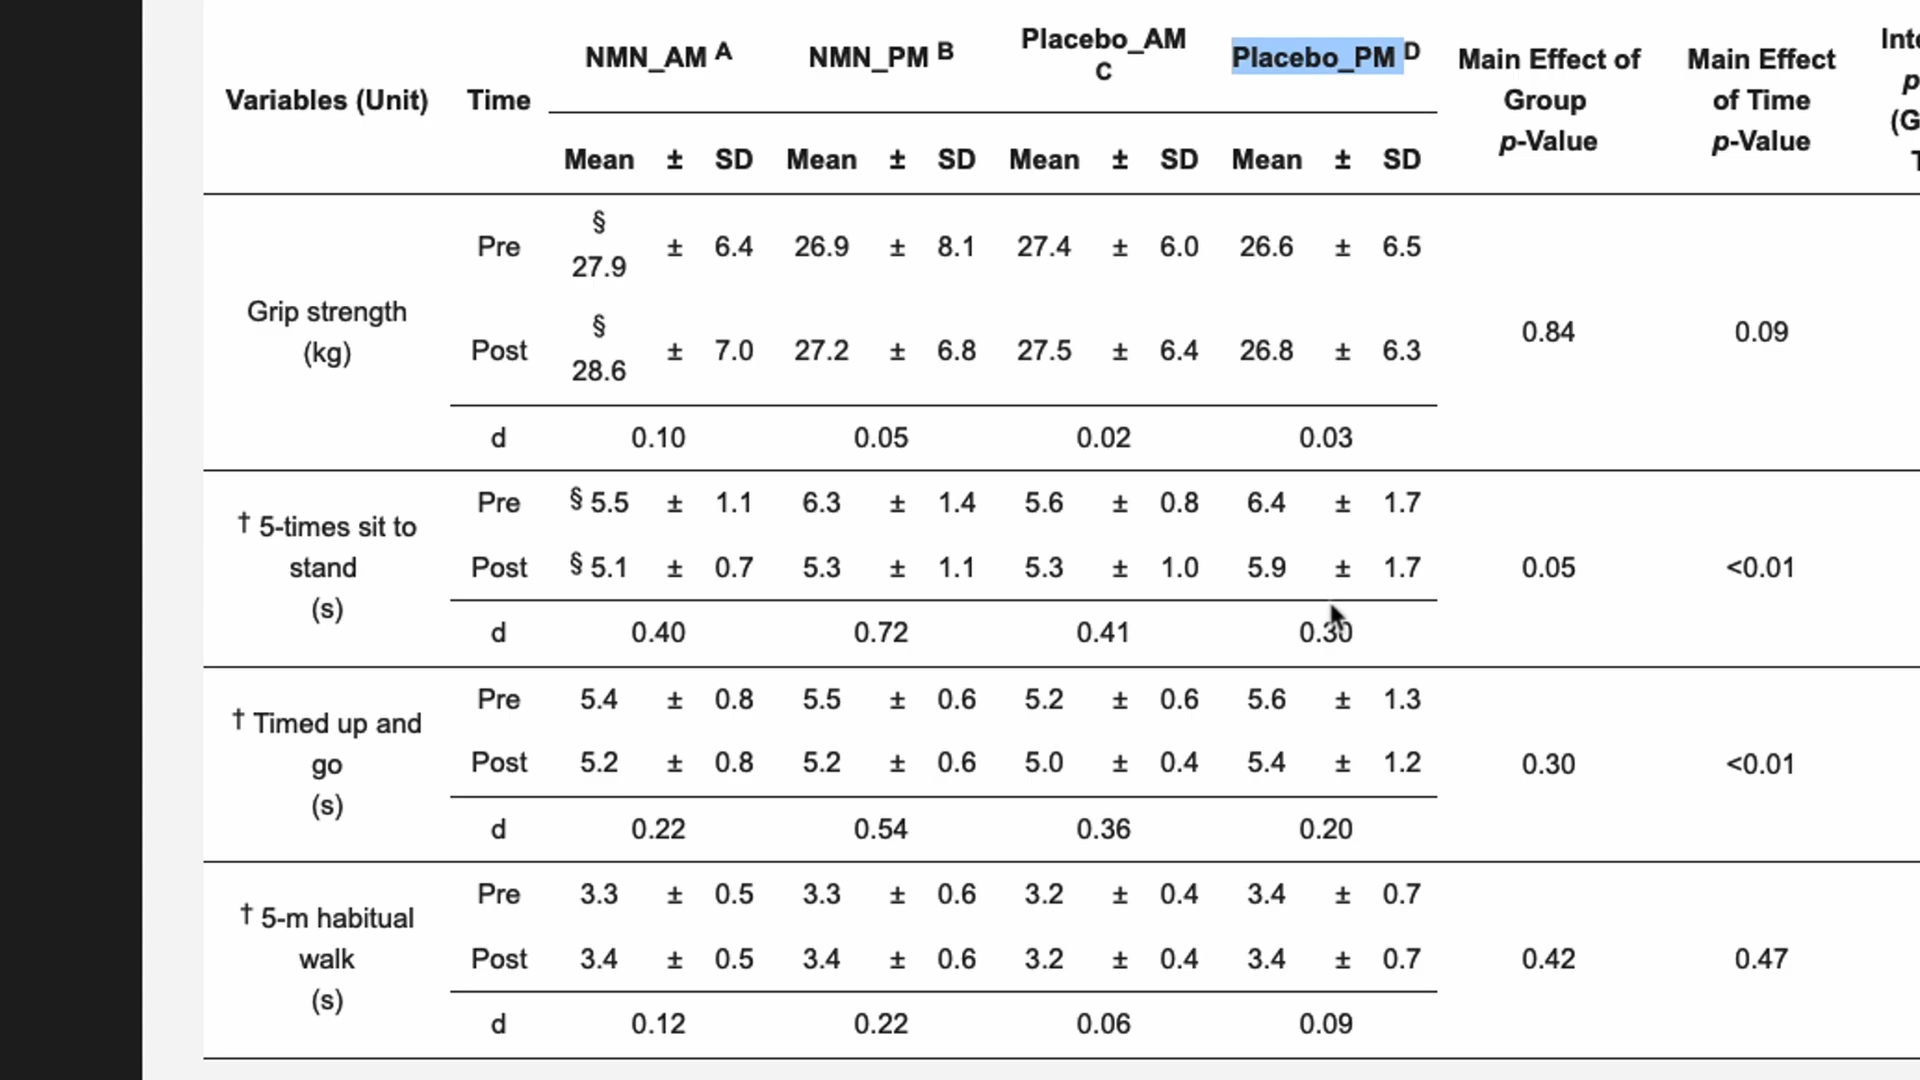 Variables (Unit) Time NMN_AM A NMN_PM B Placebo_AM C Placebo_PM D Main Effect of Group p-Value Main Effect of Time p-Value
Mean ± SD Mean ± SD Mean ± SD Mean ± SD
Grip strength (kg)
Pre § 27.9 ± 6.4 26.9 ± 8.1 27.4 ± 6.0 26.6 ± 6.5
Post § 28.6 ± 7.0 27.2 ± 6.8 27.5 ± 6.4 26.8 ± 6.3
0.84 0.09
d 0.10 0.05 0.02 0.03
† 5-times sit to stand (s)
Pre § 5.5 ± 1.1 6.3 ± 1.4 5.6 ± 0.8 6.4 ± 1.7
Post § 5.1 ± 0.7 5.3 ± 1.1 5.3 ± 1.0 5.9 ± 1.7
0.05 <0.01
d 0.40 0.72 0.41 0.30
† Timed up and go (s)
Pre 5.4 ± 0.8 5.5 ± 0.6 5.2 ± 0.6 5.6 ± 1.3
Post 5.2 ± 0.8 5.2 ± 0.6 5.0 ± 0.4 5.4 ± 1.2
0.30 <0.01
d 0.22 0.54 0.36 0.20
† 5-m habitual walk (s)
Pre 3.3 ± 0.5 3.3 ± 0.6 3.2 ± 0.4 3.4 ± 0.7
Post 3.4 ± 0.5 3.4 ± 0.6 3.2 ± 0.4 3.4 ± 0.7
0.42 0.47
d 0.12 0.22 0.06 0.09